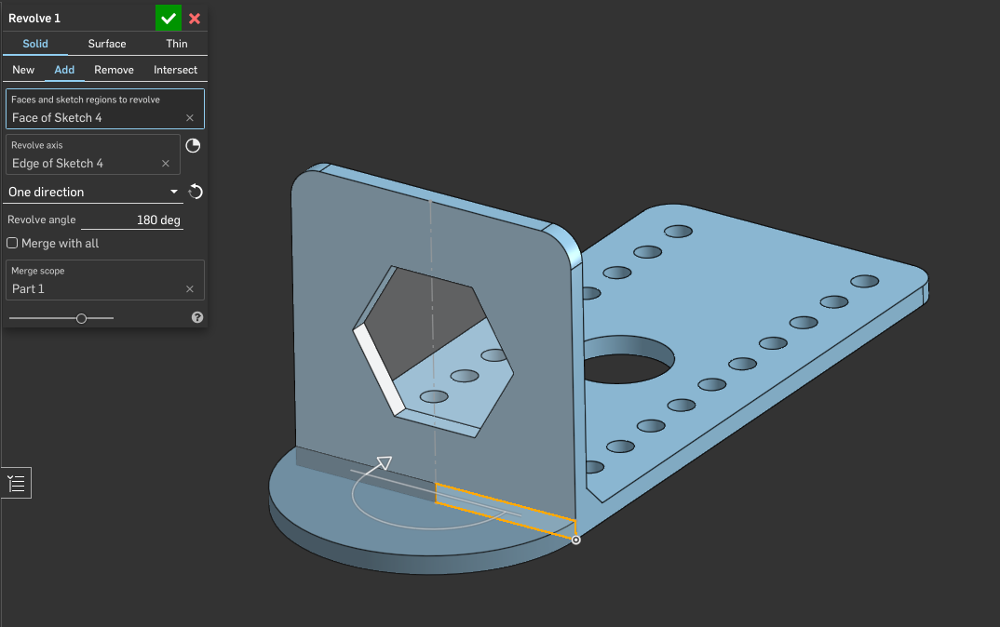 Revolve 1
Solid Surface Thin
New Add Remove Intersect
Faces and sketch regions to revolve
Face of Sketch 4
Revolve axis
Edge of Sketch 4
One direction
Revolve angle 180 deg
Merge with all
Merge scope
Part 1